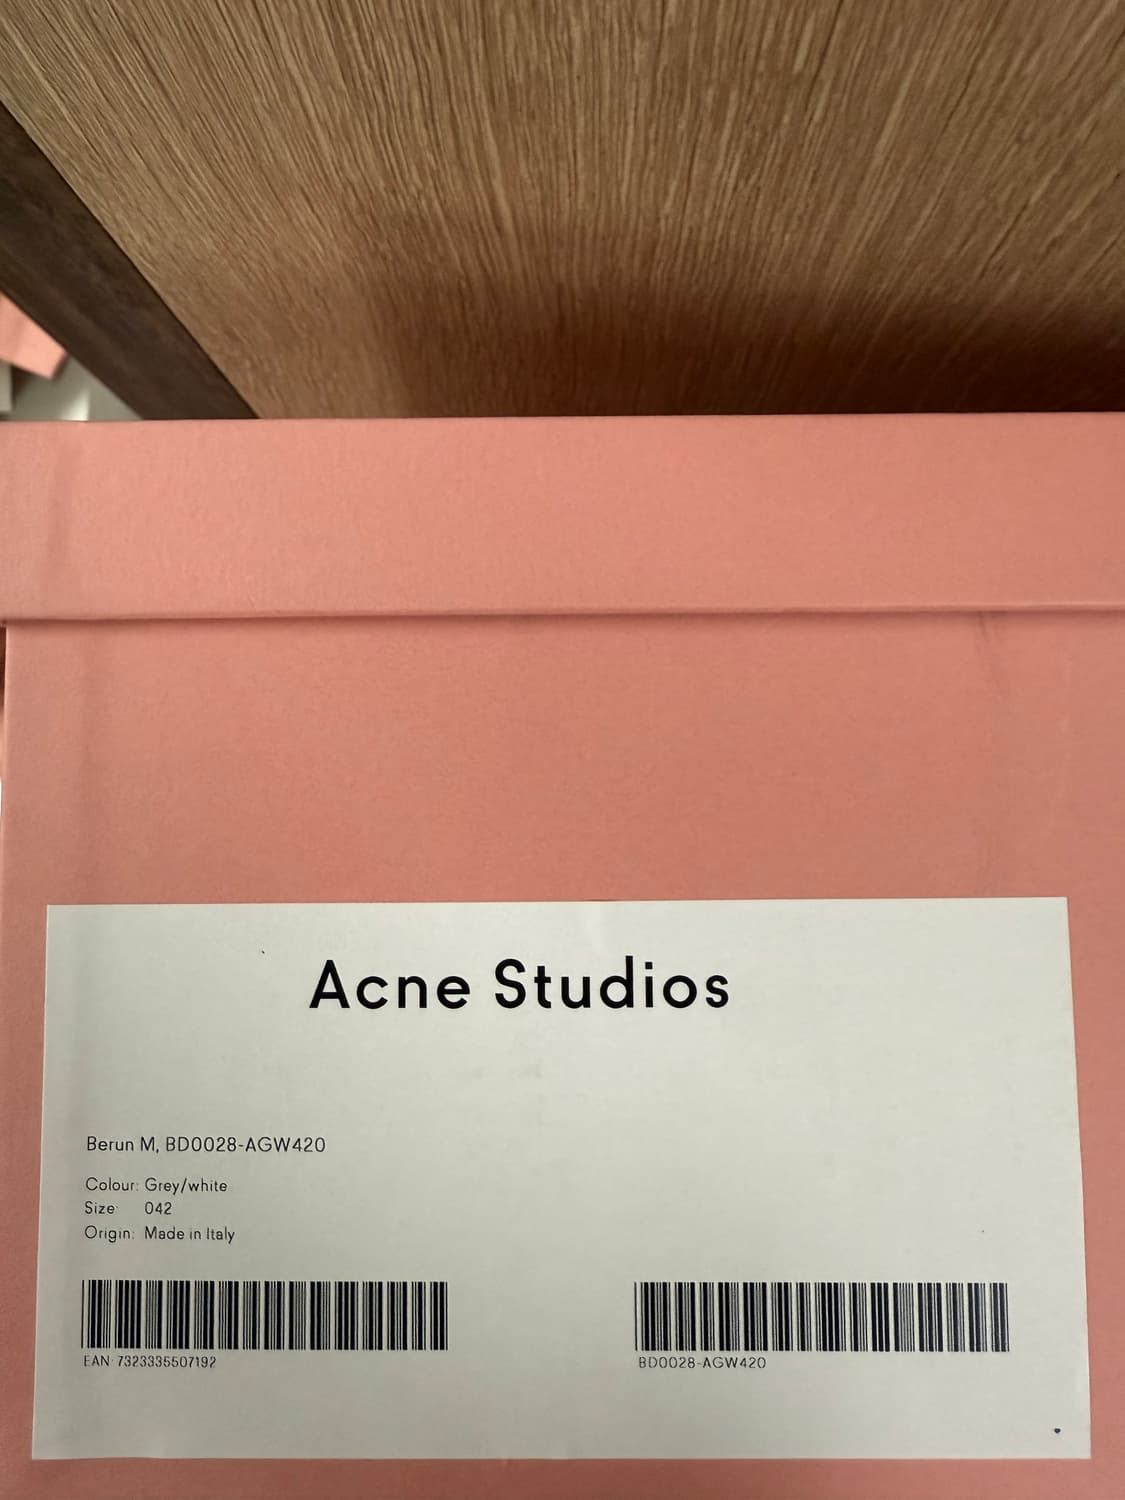 Acne Studios
Berun M, BD0028-AGW420
Colour: Grey/white
Size: 042
Origin: Made in Italy
EAN: 7323335507192
BD0028-AGW420